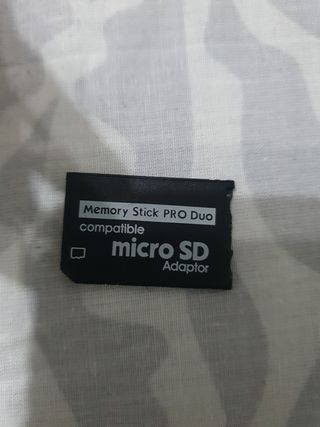 Memory Stick PRO Duo
compatible
micro SD
Adaptor